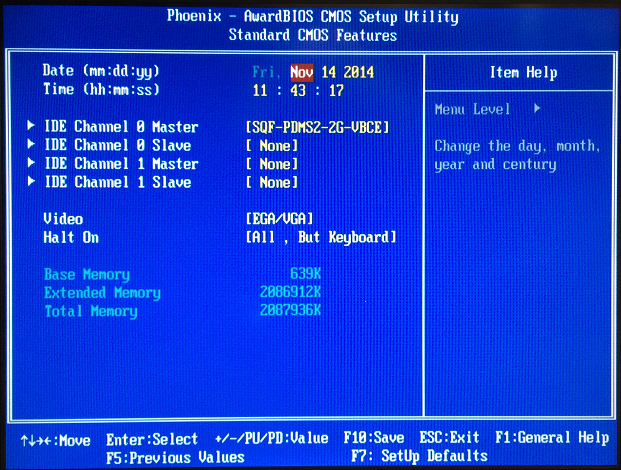 Phoenix - AwardBIOS CMOS Setup Utility
Standard CMOS Features
Date (mm:dd:yy) Fri, Nov 14 2014
Time (hh:mm:ss) 11 : 43 : 17
IDE Channel 0 Master [SQF-PDMS2-2G-VBCE]
IDE Channel 0 Slave [ None]
IDE Channel 1 Master [ None]
IDE Channel 1 Slave [ None]
Video [EGA/VGA]
Halt On [All , But Keyboard]
Base Memory 639K
Extended Memory 2086912K
Total Memory 2087936K
Item Help
Menu Level
Change the day, month,
year and century
↑↓→←:Move Enter:Select +/-/PU/PD:Value F10:Save ESC:Exit F1:General Help
F5:Previous Values F7: SetUp Defaults